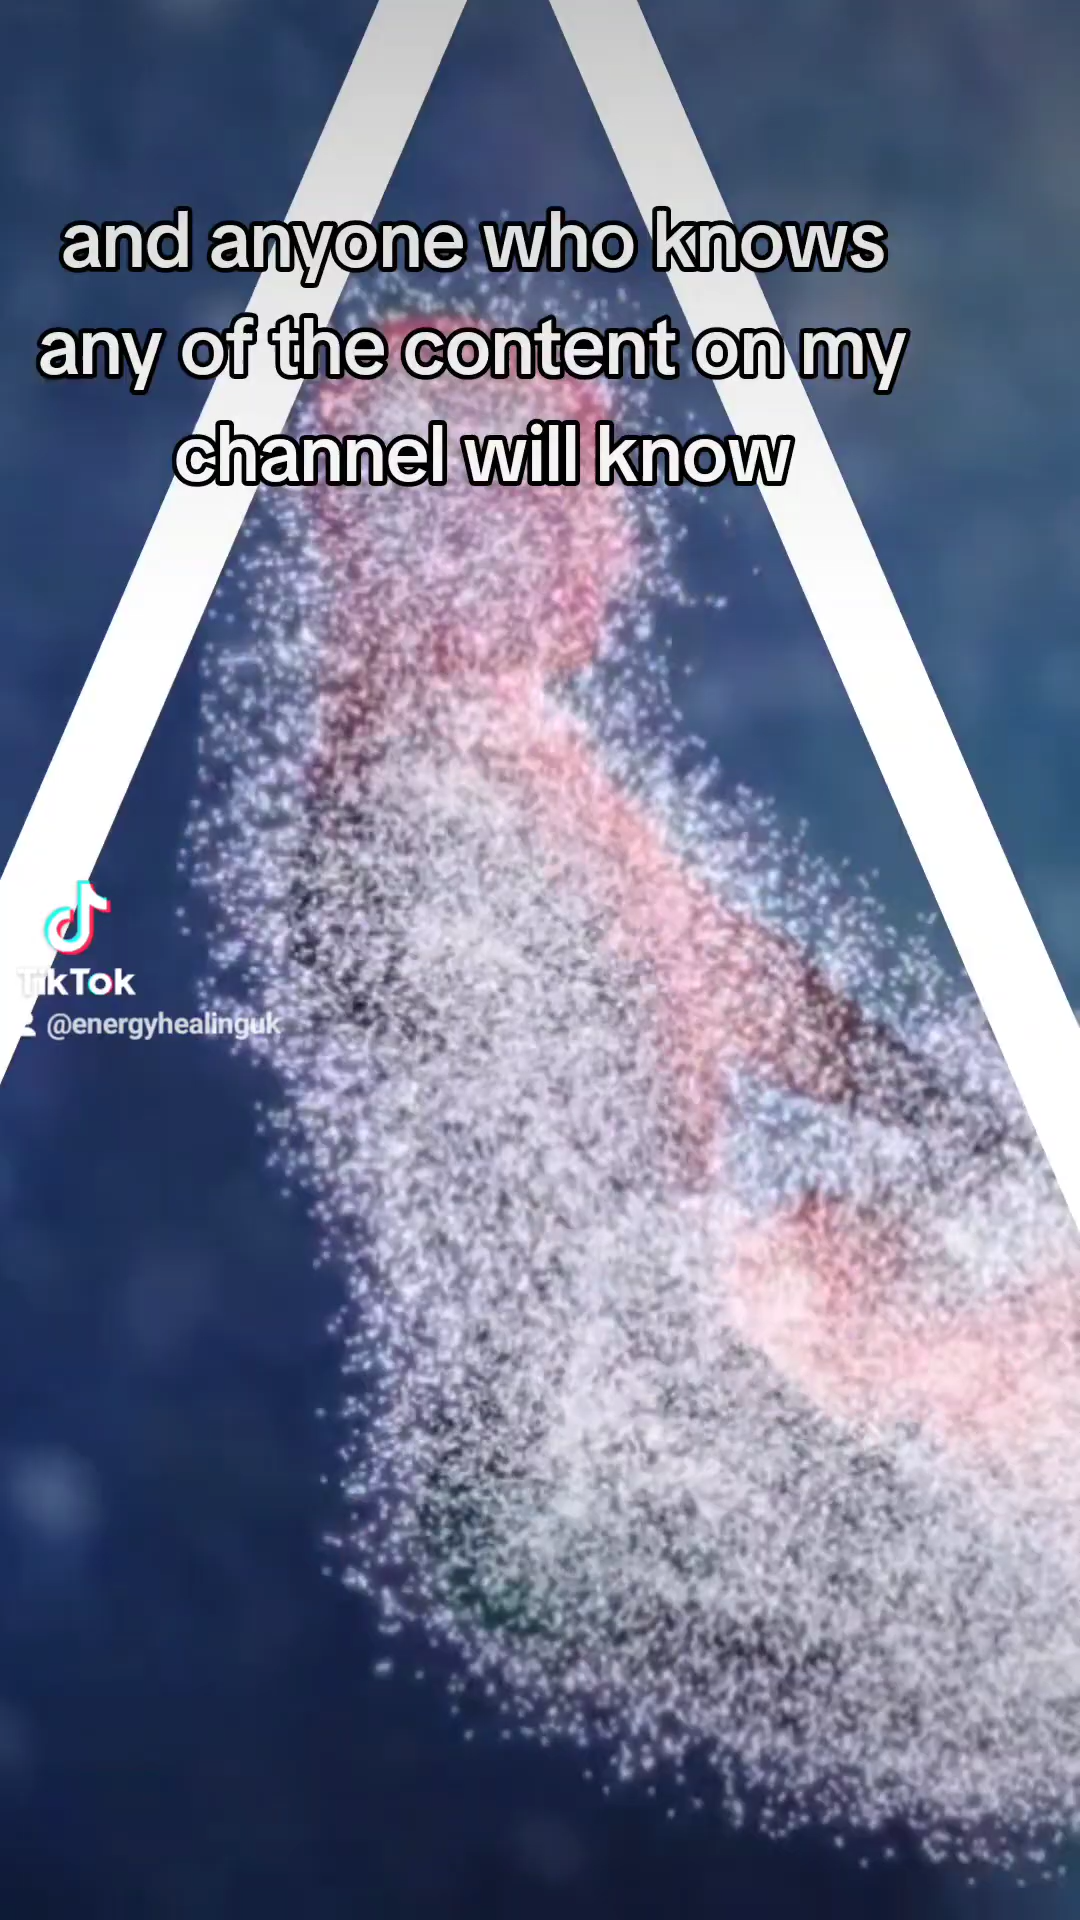 and anyone who knows
any of the content on my
channel will know
TikTok
@energyhealinguk